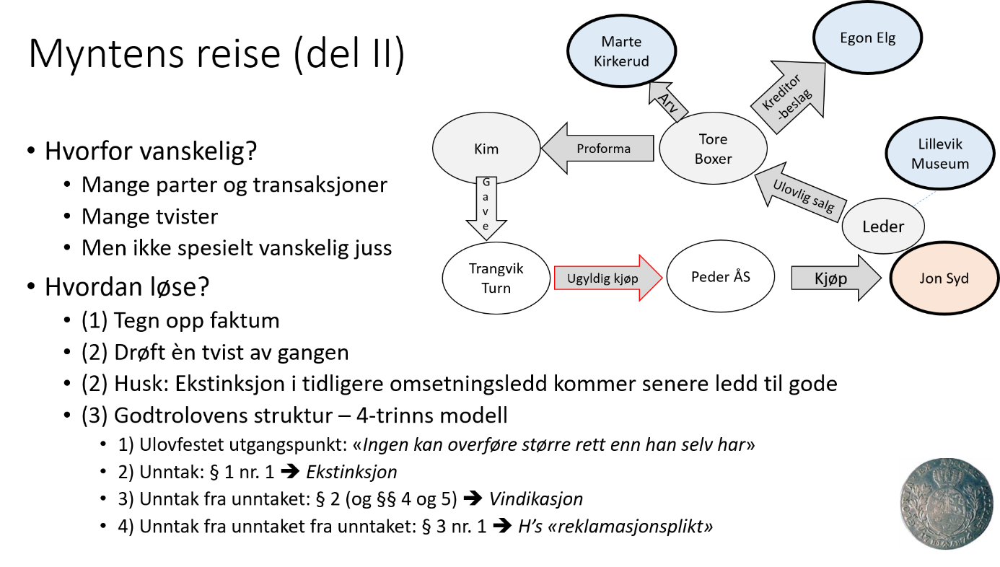 Myntens reise (del II)
• Hvorfor vanskelig?
• Mange parter og transaksjoner
• Mange tvister
• Men ikke spesielt vanskelig juss
• Hvordan løse?
• (1) Tegn opp faktum
• (2) Drøft èn tvist av gangen
• (2) Husk: Ekstinksjon i tidligere omsetningsledd kommer senere ledd til gode
• (3) Godtrolovens struktur – 4-trinns modell
• 1) Ulovfestet utgangspunkt: «Ingen kan overføre større rett enn han selv har»
• 2) Unntak: § 1 nr. 1 ➔ Ekstinksjon
• 3) Unntak fra unntaket: § 2 (og §§ 4 og 5) ➔ Vindikasjon
• 4) Unntak fra unntaket fra unntaket: § 3 nr. 1 ➔ H’s «reklamasjonsplikt»
Marte
Kirkerud
Egon Elg
Arv
Kreditor
-beslag
Kim
Proforma
Tore
Boxer
Lillevik
Museum
Ulovlig salg
Leder
G
a
v
e
Trangvik
Turn
Ugyldig kjøp
Peder ÅS
Kjøp
Jon Syd